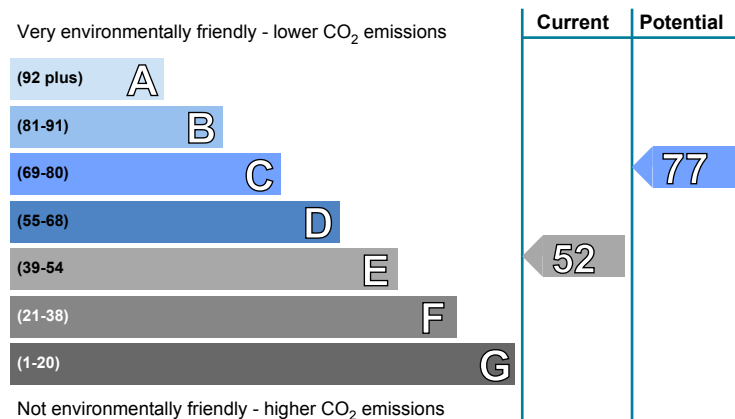 Very environmentally friendly - lower CO₂ emissions
Current
Potential
(92 plus) A
(81-91) B
(69-80) C
77
(55-68) D
(39-54 E
52
(21-38) F
(1-20) G
Not environmentally friendly - higher CO₂ emissions